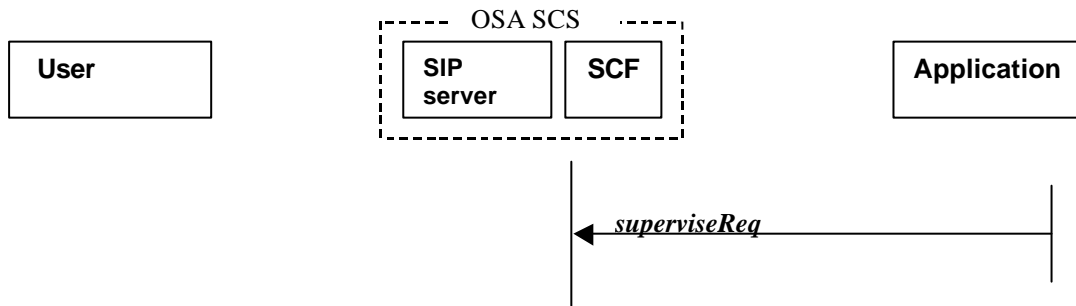 OSA SCS
User
SIP
server
SCF
Application
superviseReq